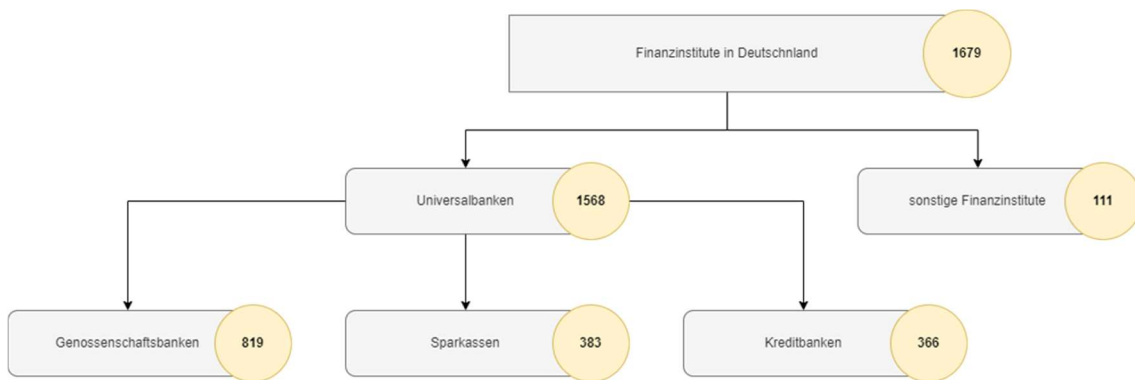 Finanzinstitute in Deutschnland
1679
Universalbanken
1568
sonstige Finanzinstitute
111
Genossenschaftsbanken
819
Sparkassen
383
Kreditbanken
366